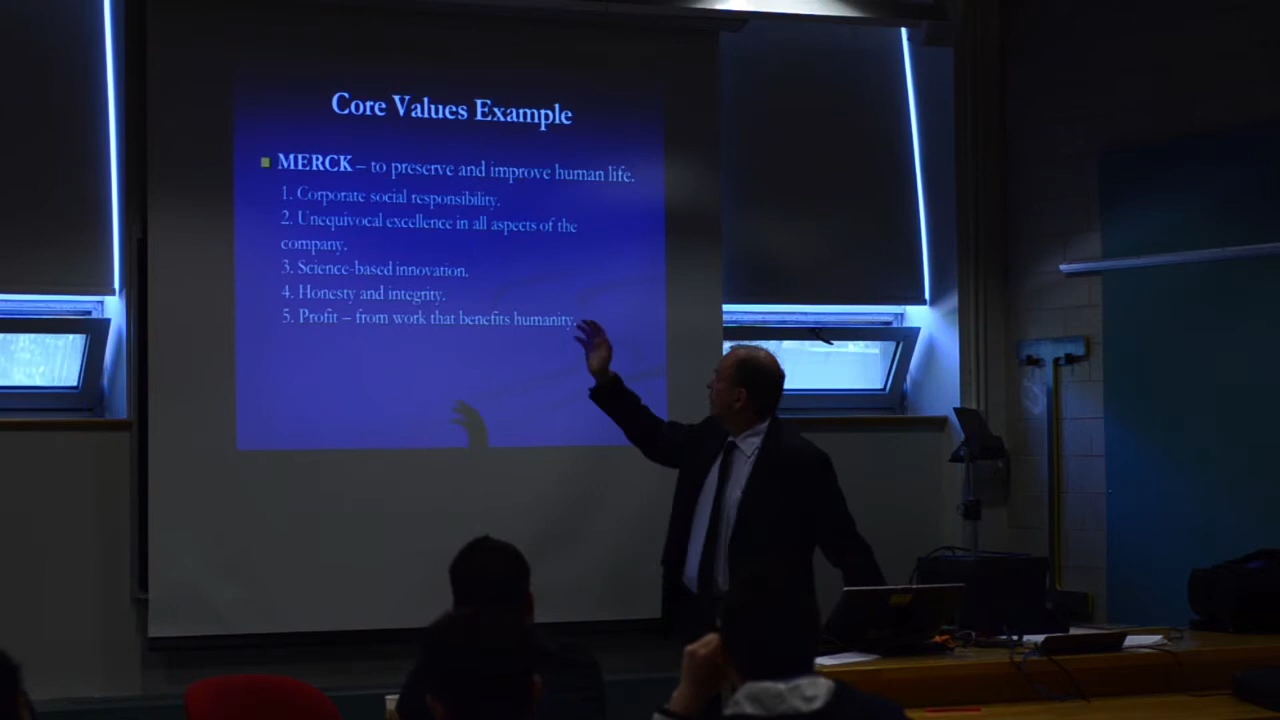 Core Values Example
MERCK – to preserve and improve human life.
1. Corporate social responsibility.
2. Unequivocal excellence in all aspects of the
company.
3. Science-based innovation.
4. Honesty and integrity.
5. Profit – from work that benefits humanity.